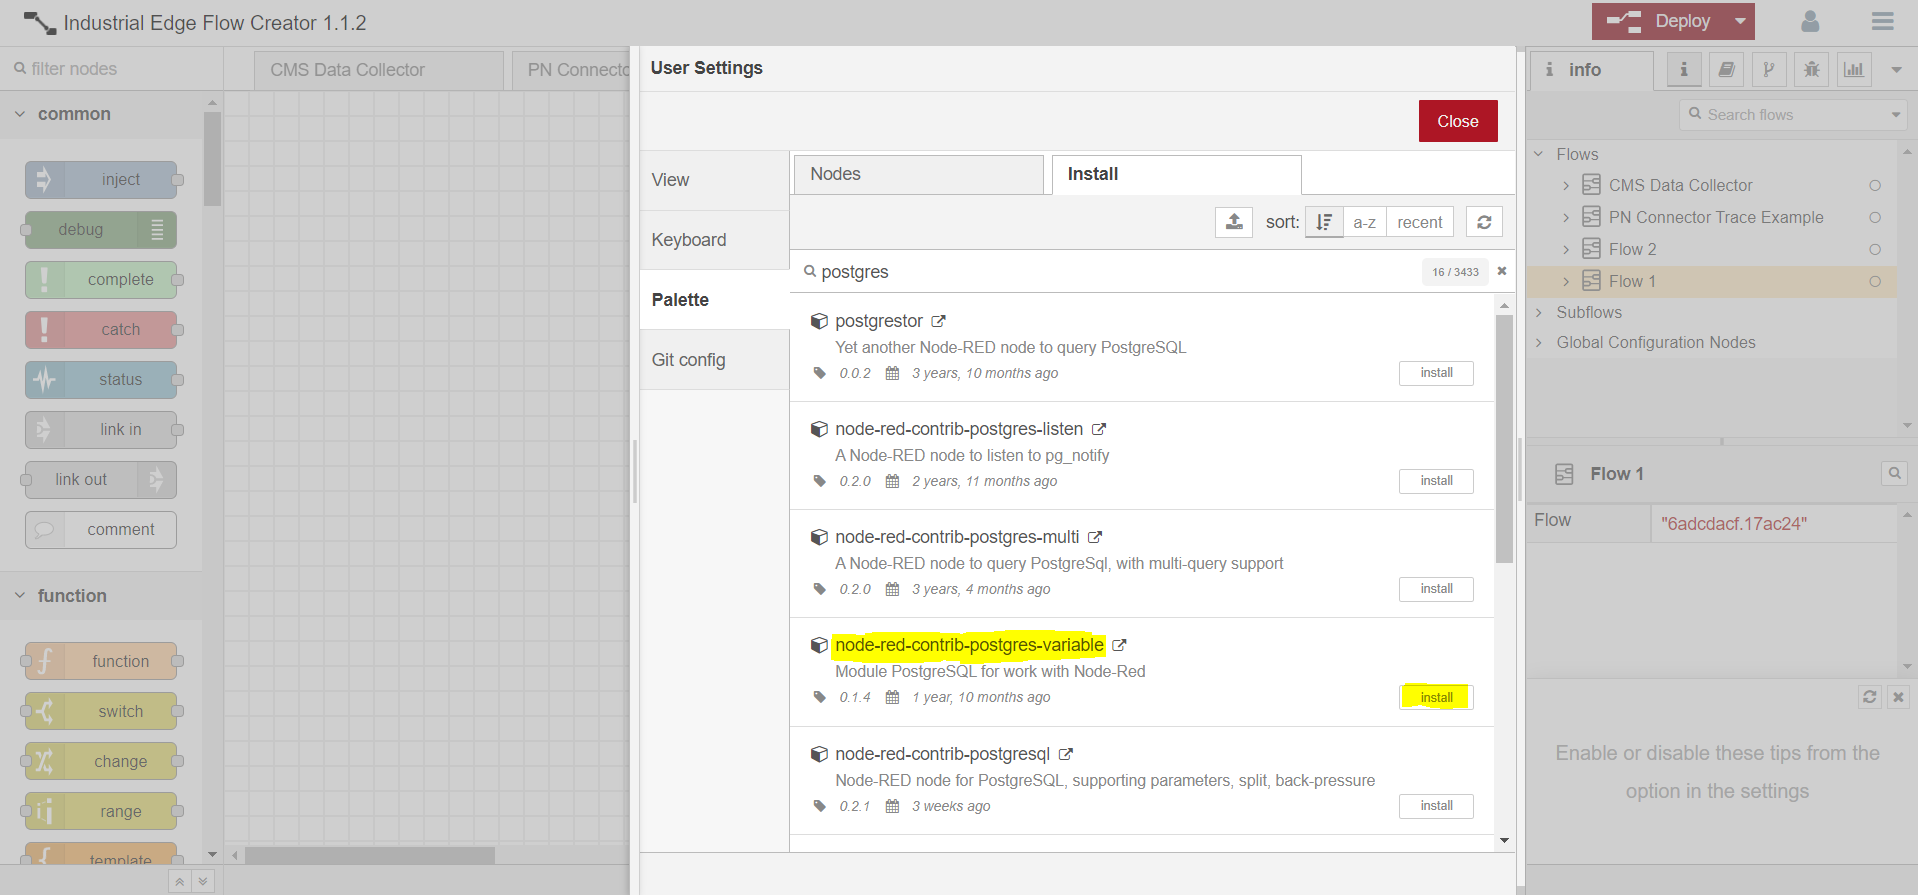 Industrial Edge Flow Creator 1.1.2
Deploy
filter nodes
CMS Data Collector
PN Connecto
common
inject
debug
complete
catch
status
link in
link out
comment
function
function
switch
change
range
template
User Settings
Close
View
Keyboard
Palette
Git config
Nodes
Install
sort:
a-z
recent
postgres
16 / 3433
postgrestor
Yet another Node-RED node to query PostgreSQL
0.0.2 3 years, 10 months ago
install
node-red-contrib-postgres-listen
A Node-RED node to listen to pg_notify
0.2.0 2 years, 11 months ago
install
node-red-contrib-postgres-multi
A Node-RED node to query PostgreSql, with multi-query support
0.2.0 3 years, 4 months ago
install
node-red-contrib-postgres-variable
Module PostgreSQL for work with Node-Red
0.1.4 1 year, 10 months ago
install
node-red-contrib-postgresql
Node-RED node for PostgreSQL, supporting parameters, split, back-pressure
0.2.1 3 weeks ago
install
info
Search flows
Flows
CMS Data Collector
PN Connector Trace Example
Flow 2
Flow 1
Subflows
Global Configuration Nodes
Flow 1
Flow "6adcdacf.17ac24"
Enable or disable these tips from the
option in the settings